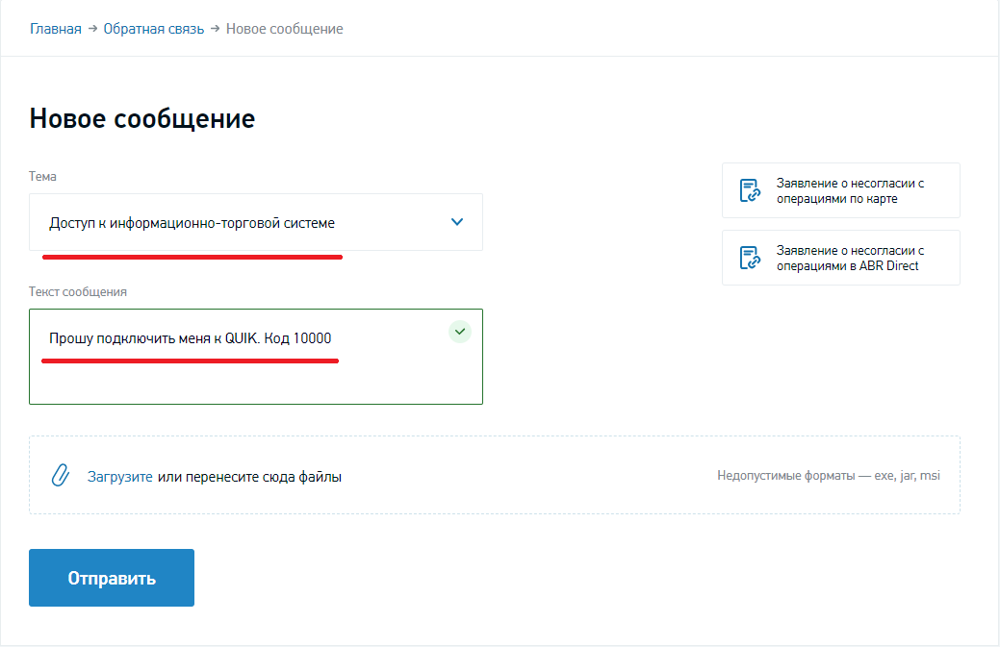 Главная → Обратная связь → Новое сообщение
Новое сообщение
Тема
Доступ к информационно-торговой системе
Текст сообщения
Прошу подключить меня к QUIK. Код 10000
Заявление о несогласии с
операциями по карте
Заявление о несогласии с
операциями в ABR Direct
Загрузите или перенесите сюда файлы
Недопустимые форматы — exe, jar, msi
Отправить